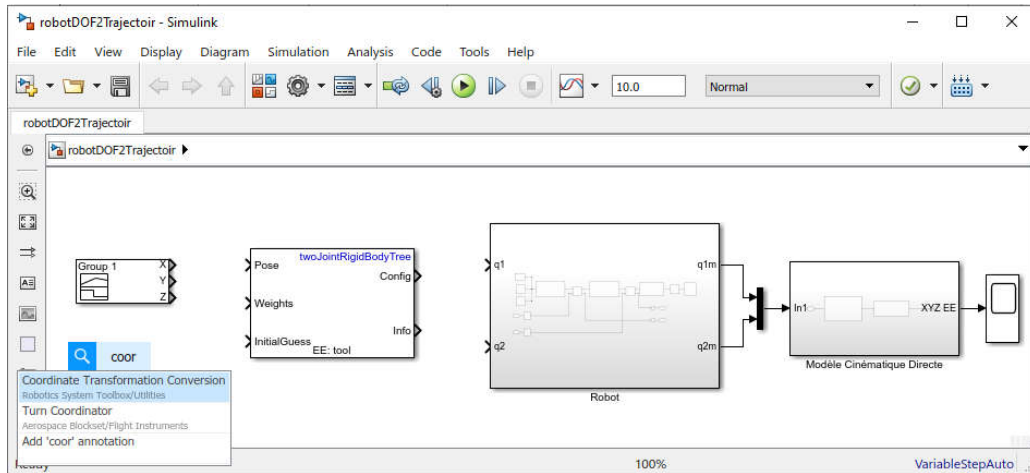 robotDOF2Trajectoir - Simulink
File Edit View Display Diagram Simulation Analysis Code Tools Help
10.0 Normal
robotDOF2Trajectoir
robotDOF2Trajectoir
Group 1
X
Y
Z
twoJointRigidBodyTree
Pose
Config
Weights
Info
InitialGuess
EE: tool
q1
q1m
q2
q2m
Robot
In1
XYZ EE
Modèle Cinématique Directe
coor
Coordinate Transformation Conversion
Robotics System Toolbox/Utilities
Turn Coordinator
Aerospace Blockset/Flight Instruments
Add 'coor' annotation
100% VariableStepAuto